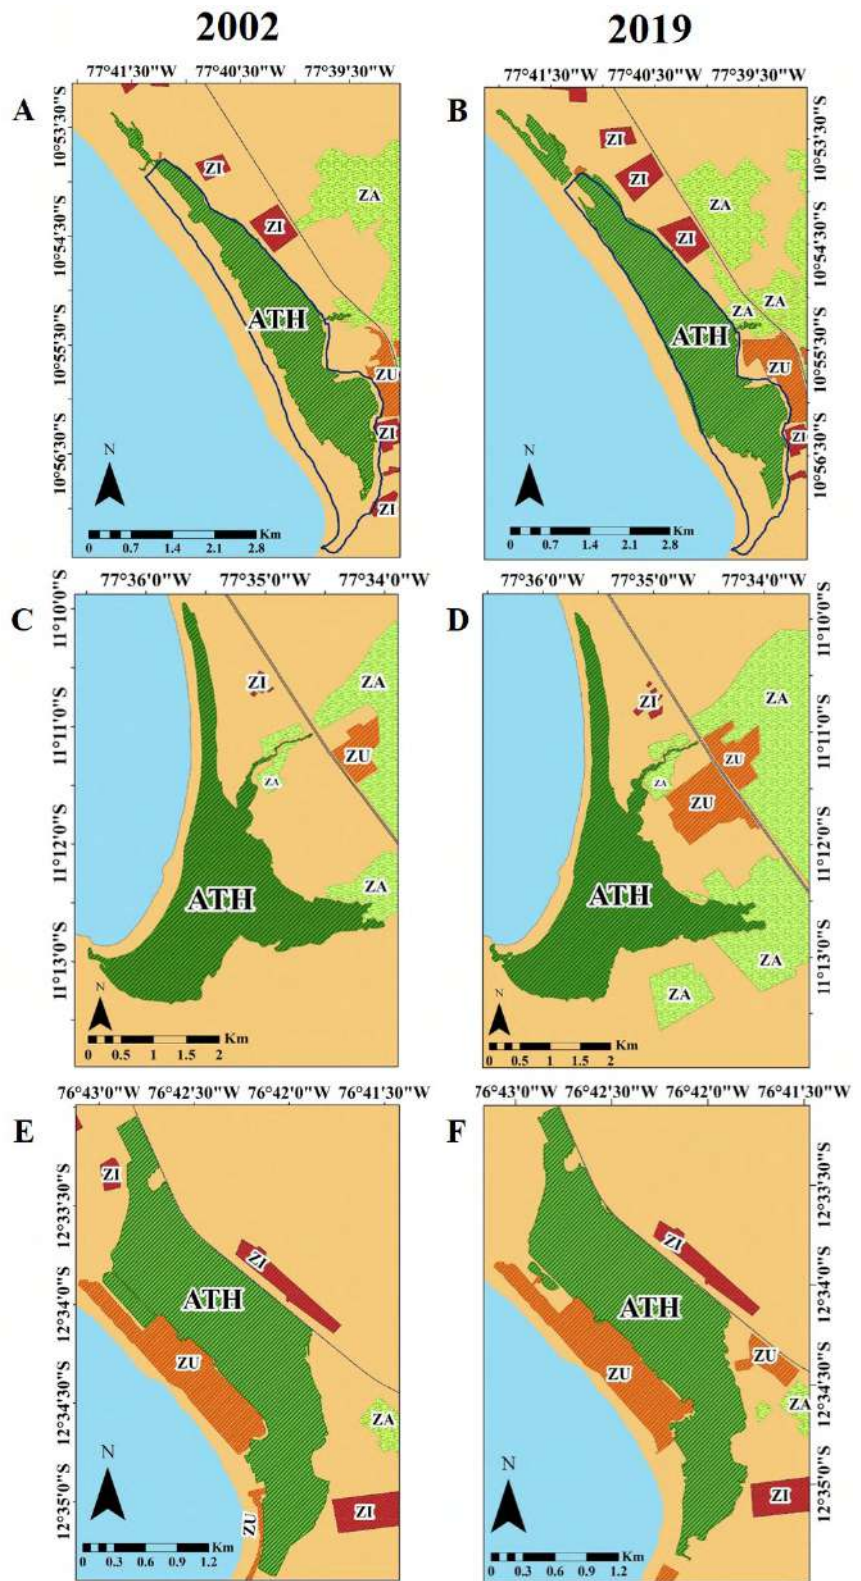 2002
2019
77°41'30"W 77°40'30"W 77°39'30"W
77°41'30"W 77°40'30"W 77°39'30"W
A
10°53'30"S
10°54'30"S
10°55'30"S
10°56'30"S
ZI
ZI
ZA
ATH
ZU
ZI
ZI
N
Km
0 0.7 1.4 2.1 2.8
B
10°53'30"S
10°54'30"S
10°55'30"S
10°56'30"S
ZI
ZI
ZI
ZA
ZA
ZA
ATH
ZU
ZI
N
Km
0 0.7 1.4 2.1 2.8
77°36'0"W 77°35'0"W 77°34'0"W
77°36'0"W 77°35'0"W 77°34'0"W
C
11°10'0"S
11°11'0"S
11°12'0"S
11°13'0"S
ZI
ZA
ZU
ZA
ZA
ATH
N
Km
0 0.5 1 1.5 2
D
11°10'0"S
11°11'0"S
11°12'0"S
11°13'0"S
ZA
ZI
ZU
ZA
ZU
ATH
ZA
ZA
N
Km
0 0.5 1 1.5 2
76°43'0"W 76°42'30"W 76°42'0"W 76°41'30"W
76°43'0"W 76°42'30"W 76°42'0"W 76°41'30"W
E
12°33'30"S
12°34'0"S
12°34'30"S
12°35'0"S
ZI
ZI
ATH
ZU
ZA
ZI
ZU
N
Km
0 0.3 0.6 0.9 1.2
F
12°33'30"S
12°34'0"S
12°34'30"S
12°35'0"S
ZI
ATH
ZU
ZU
ZA
ZI
N
Km
0 0.3 0.6 0.9 1.2